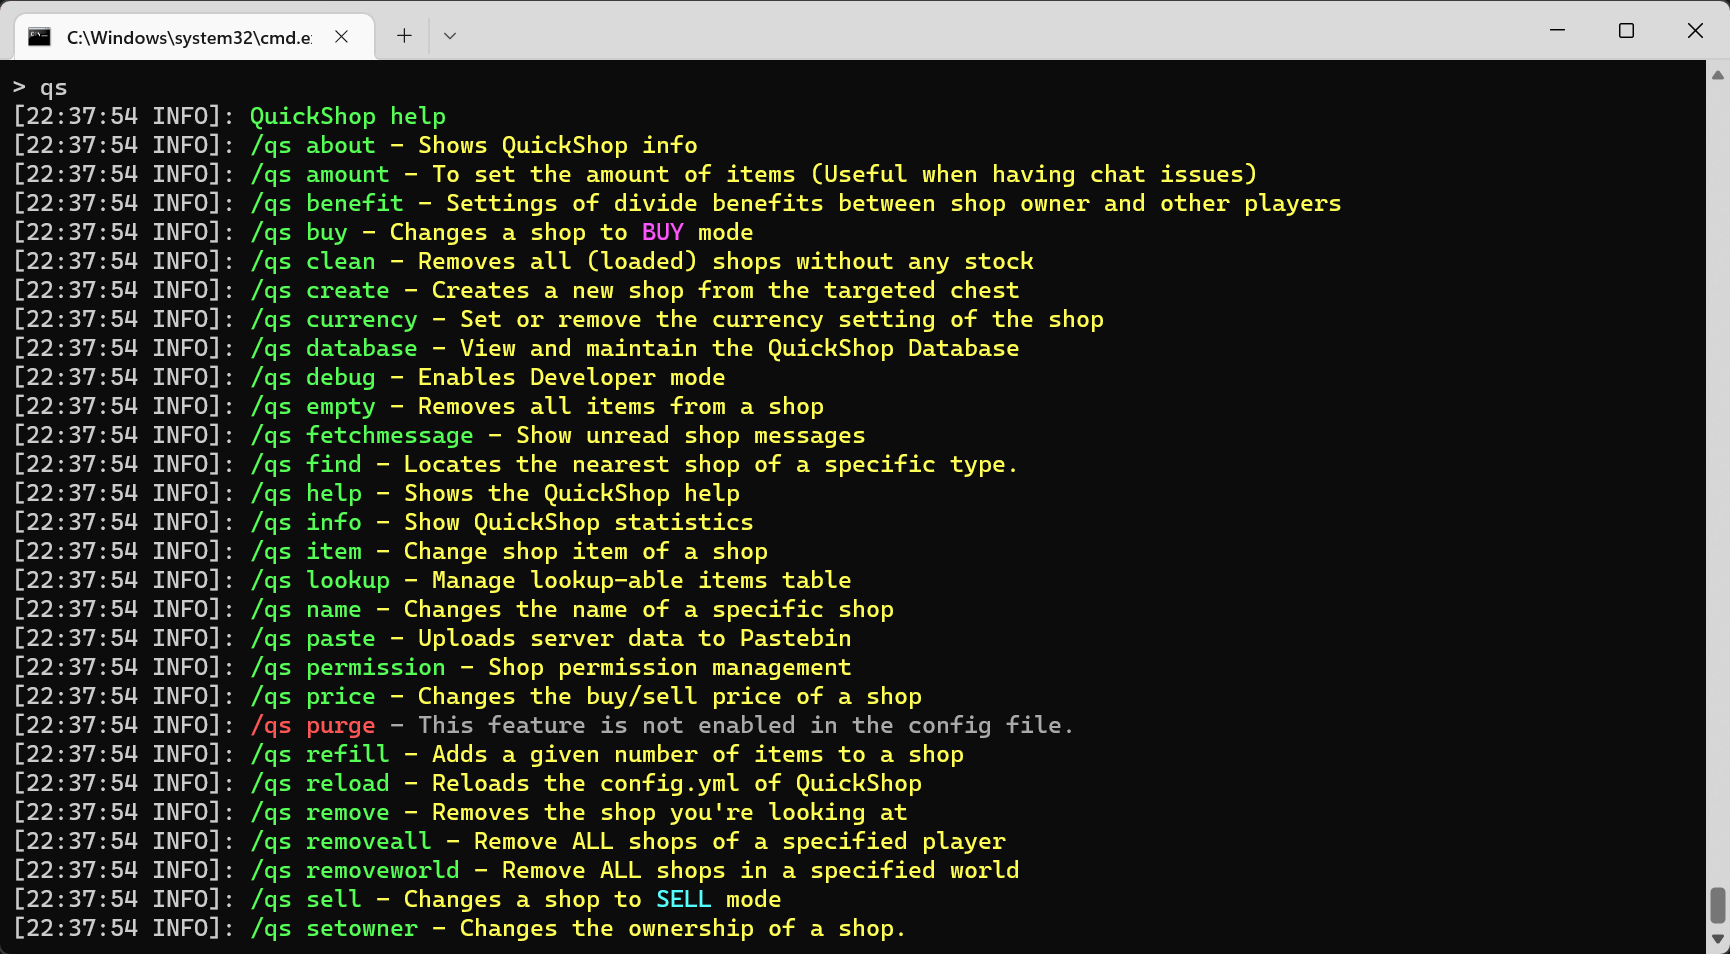 C:\Windows\system32\cmd.e
> qs
[22:37:54 INFO]: QuickShop help
[22:37:54 INFO]: /qs about - Shows QuickShop info
[22:37:54 INFO]: /qs amount - To set the amount of items (Useful when having chat issues)
[22:37:54 INFO]: /qs benefit - Settings of divide benefits between shop owner and other players
[22:37:54 INFO]: /qs buy - Changes a shop to BUY mode
[22:37:54 INFO]: /qs clean - Removes all (loaded) shops without any stock
[22:37:54 INFO]: /qs create - Creates a new shop from the targeted chest
[22:37:54 INFO]: /qs currency - Set or remove the currency setting of the shop
[22:37:54 INFO]: /qs database - View and maintain the QuickShop Database
[22:37:54 INFO]: /qs debug - Enables Developer mode
[22:37:54 INFO]: /qs empty - Removes all items from a shop
[22:37:54 INFO]: /qs fetchmessage - Show unread shop messages
[22:37:54 INFO]: /qs find - Locates the nearest shop of a specific type.
[22:37:54 INFO]: /qs help - Shows the QuickShop help
[22:37:54 INFO]: /qs info - Show QuickShop statistics
[22:37:54 INFO]: /qs item - Change shop item of a shop
[22:37:54 INFO]: /qs lookup - Manage lookup-able items table
[22:37:54 INFO]: /qs name - Changes the name of a specific shop
[22:37:54 INFO]: /qs paste - Uploads server data to Pastebin
[22:37:54 INFO]: /qs permission - Shop permission management
[22:37:54 INFO]: /qs price - Changes the buy/sell price of a shop
[22:37:54 INFO]: /qs purge - This feature is not enabled in the config file.
[22:37:54 INFO]: /qs refill - Adds a given number of items to a shop
[22:37:54 INFO]: /qs reload - Reloads the config.yml of QuickShop
[22:37:54 INFO]: /qs remove - Removes the shop you're looking at
[22:37:54 INFO]: /qs removeall - Remove ALL shops of a specified player
[22:37:54 INFO]: /qs removeworld - Remove ALL shops in a specified world
[22:37:54 INFO]: /qs sell - Changes a shop to SELL mode
[22:37:54 INFO]: /qs setowner - Changes the ownership of a shop.